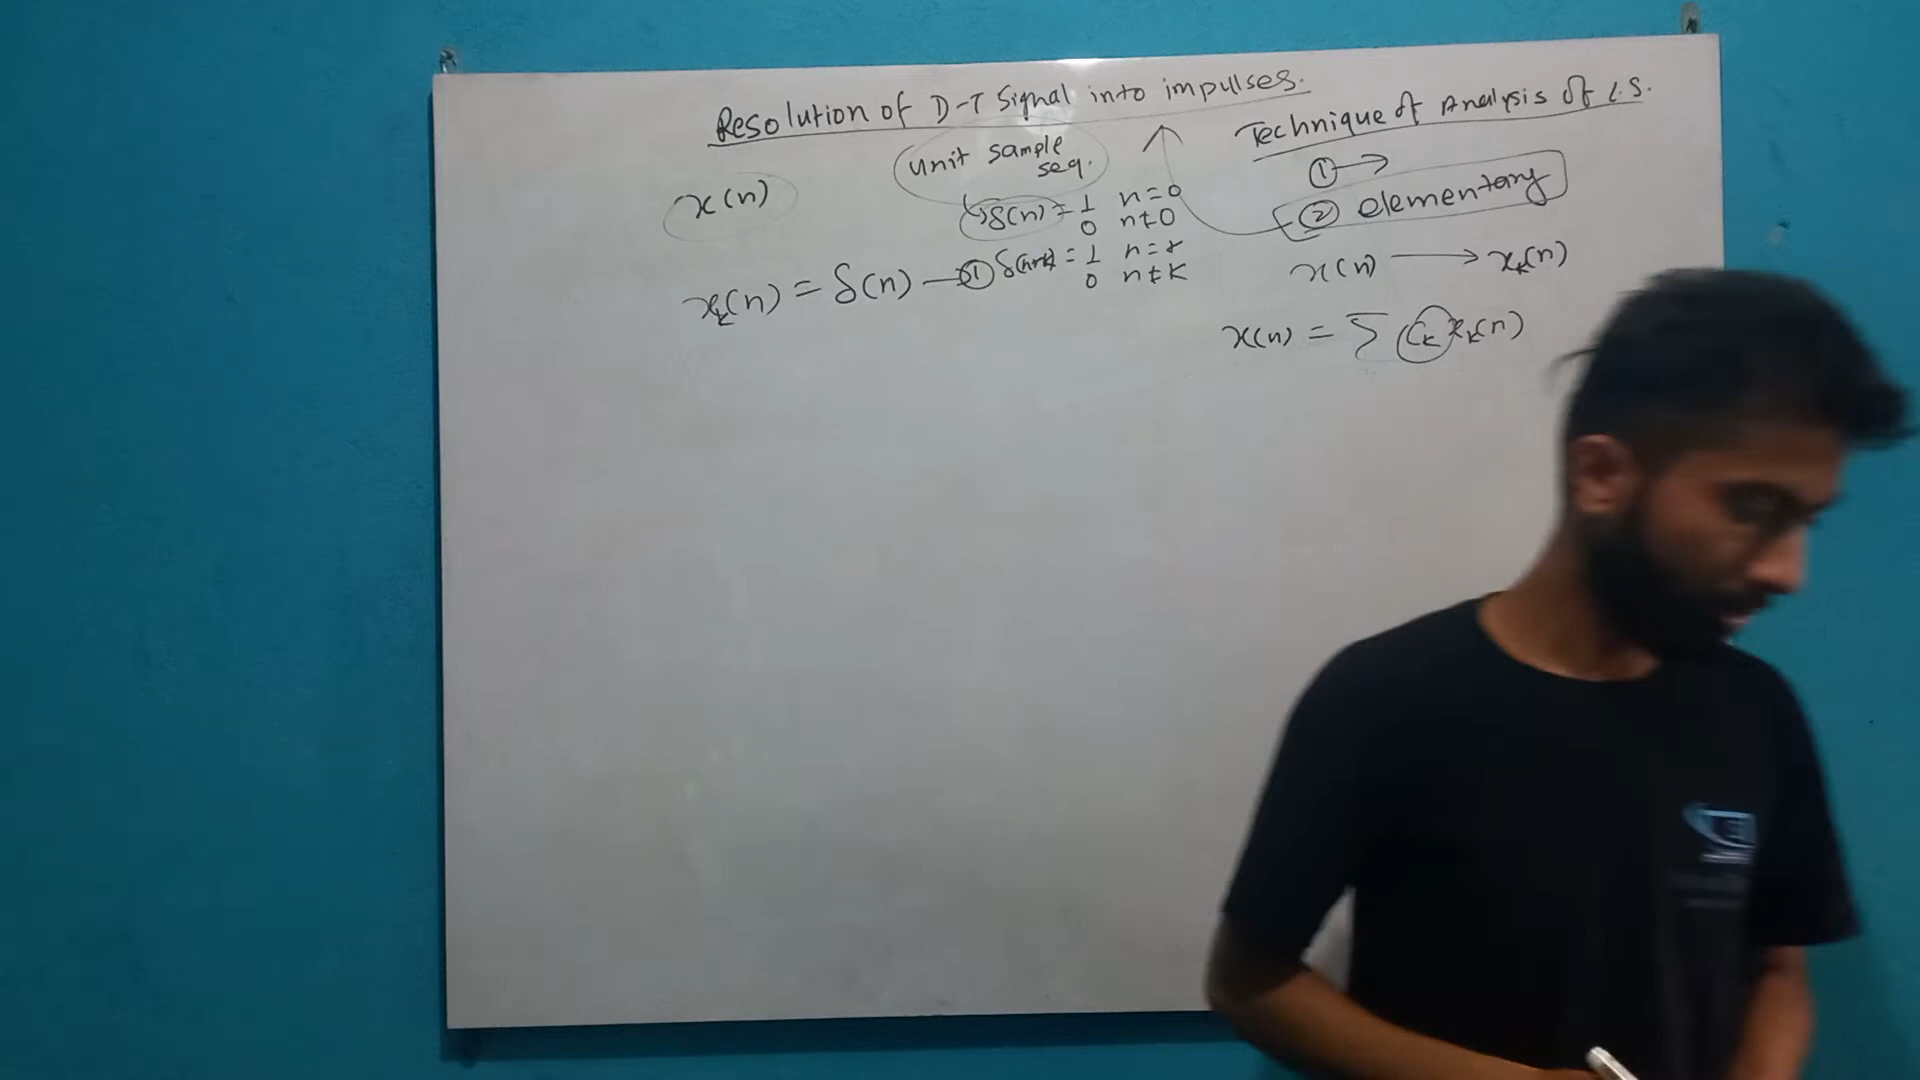 Resolution of D-T Signal into impulses.
unit sample seq.
x(n)
δ(n) = 1 n=0
0 n≠0
x_k(n) = δ(n) — ① δ(n-k) = 1 n=k
0 n≠k
Technique of Analysis of L.S.
① →
② elementary
x(n) → x_k(n)
x(n) = Σ C_k x_k(n)